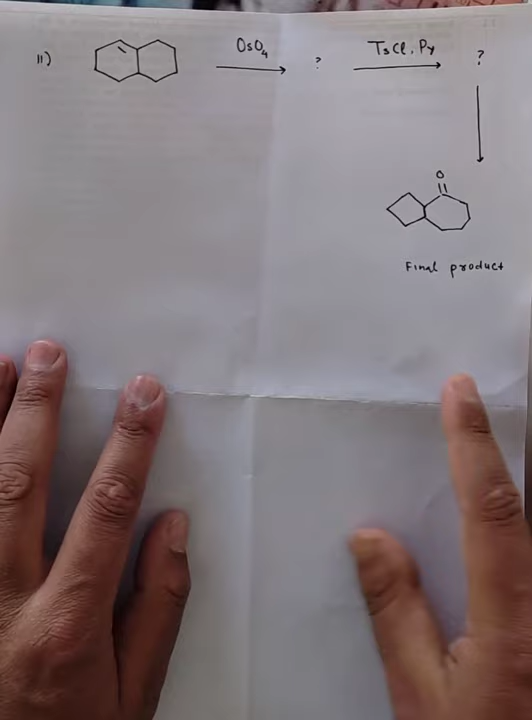 11) OsO4 ? TsCl, Py ?
O
Final product